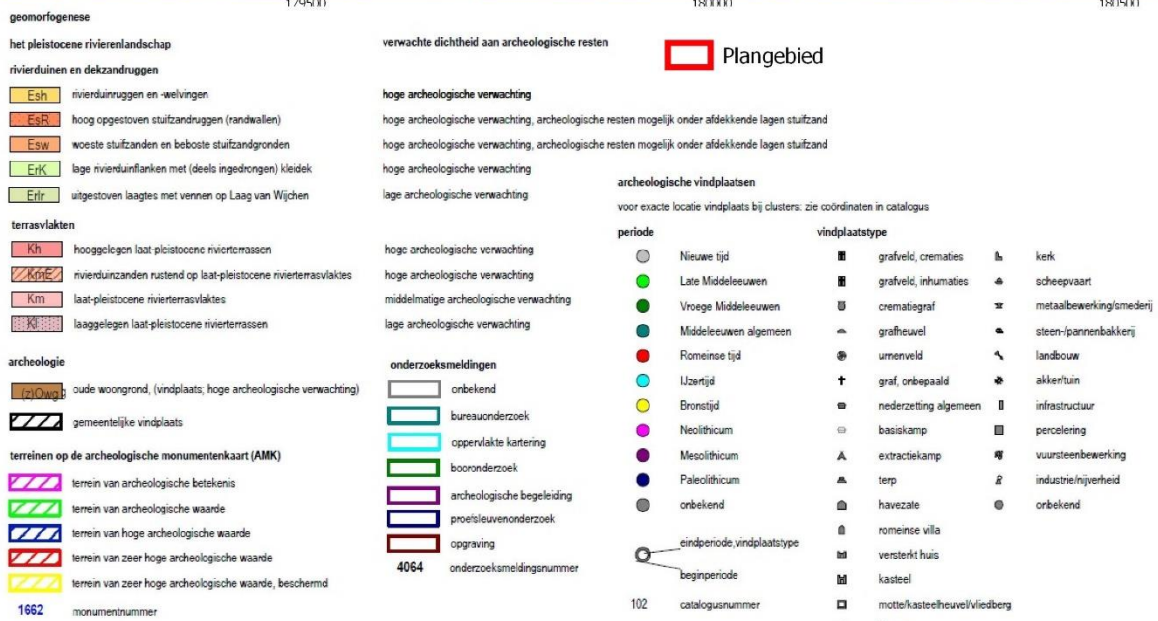 179500 180000 180500
geomorfogenese
het pleistocene rivierenlandschap verwachte dichtheid aan archeologische resten
Plangebied
rivierduinen en dekzandruggen
Esh rivierduinruggen en -welvingen hoge archeologische verwachting
EsR hoog opgestoven stuifzandruggen (randwallen) hoge archeologische verwachting, archeologische resten mogelijk onder afdekkende lagen stuifzand
Esw woeste stuifzanden en beboste stuifzandgronden hoge archeologische verwachting, archeologische resten mogelijk onder afdekkende lagen stuifzand
ErK lage rivierduinflanken met (deels ingedrongen) kleidek hoge archeologische verwachting
Erlr uitgestoven laagtes met vennen op Laag van Wijchen lage archeologische verwachting
terrasvlakten
Kh hooggelegen laat-pleistocene rivierterrassen hoge archeologische verwachting
KmE rivierduinzanden rustend op laat-pleistocene rivierterrasvlaktes hoge archeologische verwachting
Km laat-pleistocene rivierterrasvlaktes middelmatige archeologische verwachting
Kl laaggelegen laat-pleistocene rivierterrassen lage archeologische verwachting
archeologie
(z)Owg oude woongrond, (vindplaats; hoge archeologische verwachting)
gemeentelijke vindplaats
terreinen op de archeologische monumentenkaart (AMK)
terrein van archeologische betekenis
terrein van archeologische waarde
terrein van hoge archeologische waarde
terrein van zeer hoge archeologische waarde
terrein van zeer hoge archeologische waarde, beschermd
1662 monumentnummer
onderzoeksmeldingen
onbekend
bureauonderzoek
oppervlakte kartering
booronderzoek
archeologische begeleiding
proefsleuvenonderzoek
opgraving
4064 onderzoeksmeldingsnummer
archeologische vindplaatsen
voor exacte locatie vindplaats bij clusters: zie coördinaten in catalogus
periode vindplaatstype
Nieuwe tijd grafveld, crematies kerk
Late Middeleeuwen grafveld, inhumaties scheepvaart
Vroege Middeleeuwen crematiegraf metaalbewerking/smederij
Middeleeuwen algemeen grafheuvel steen-/pannenbakkerij
Romeinse tijd urnenveld landbouw
IJzertijd graf, onbepaald akker/tuin
Bronstijd nederzetting algemeen infrastructuur
Neolithicum basiskamp percelering
Mesolithicum extractiekamp vuursteenbewerking
Paleolithicum terp industrie/nijverheid
onbekend havezate onbekend
romeinse villa
eindperiode,vindplaatstype versterkt huis
beginperiode kasteel
102 catalogusnummer motte/kasteelheuvel/vliedberg